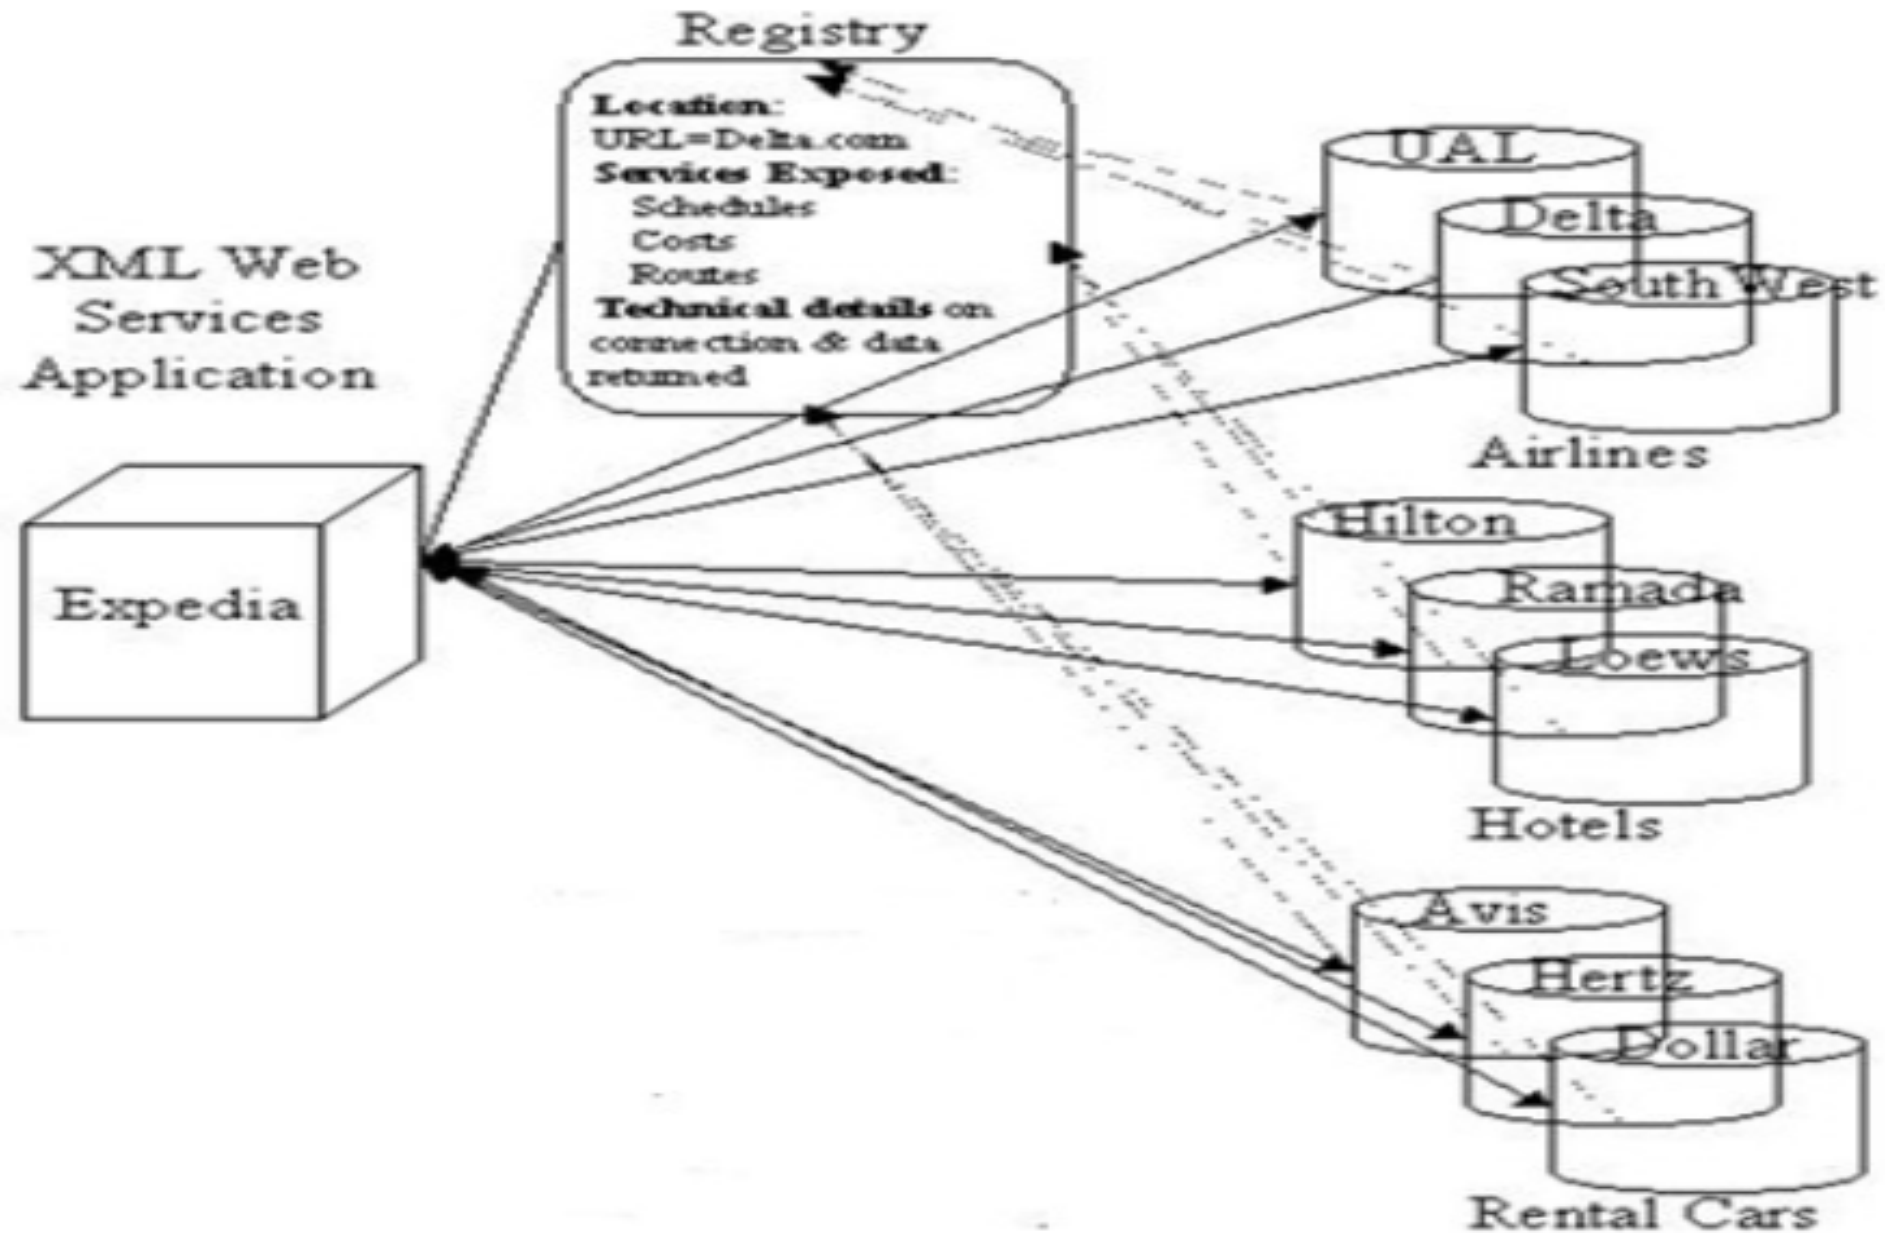 Registry
Location:
URL=Delta.com
Services Exposed:
Schedules
Costs
Routes
Technical details on
connection & data
returned
XML Web
Services
Application
Expedia
UAL
Delta
South West
Airlines
Hilton
Ramada
Loews
Hotels
Avis
Hertz
Dollar
Rental Cars